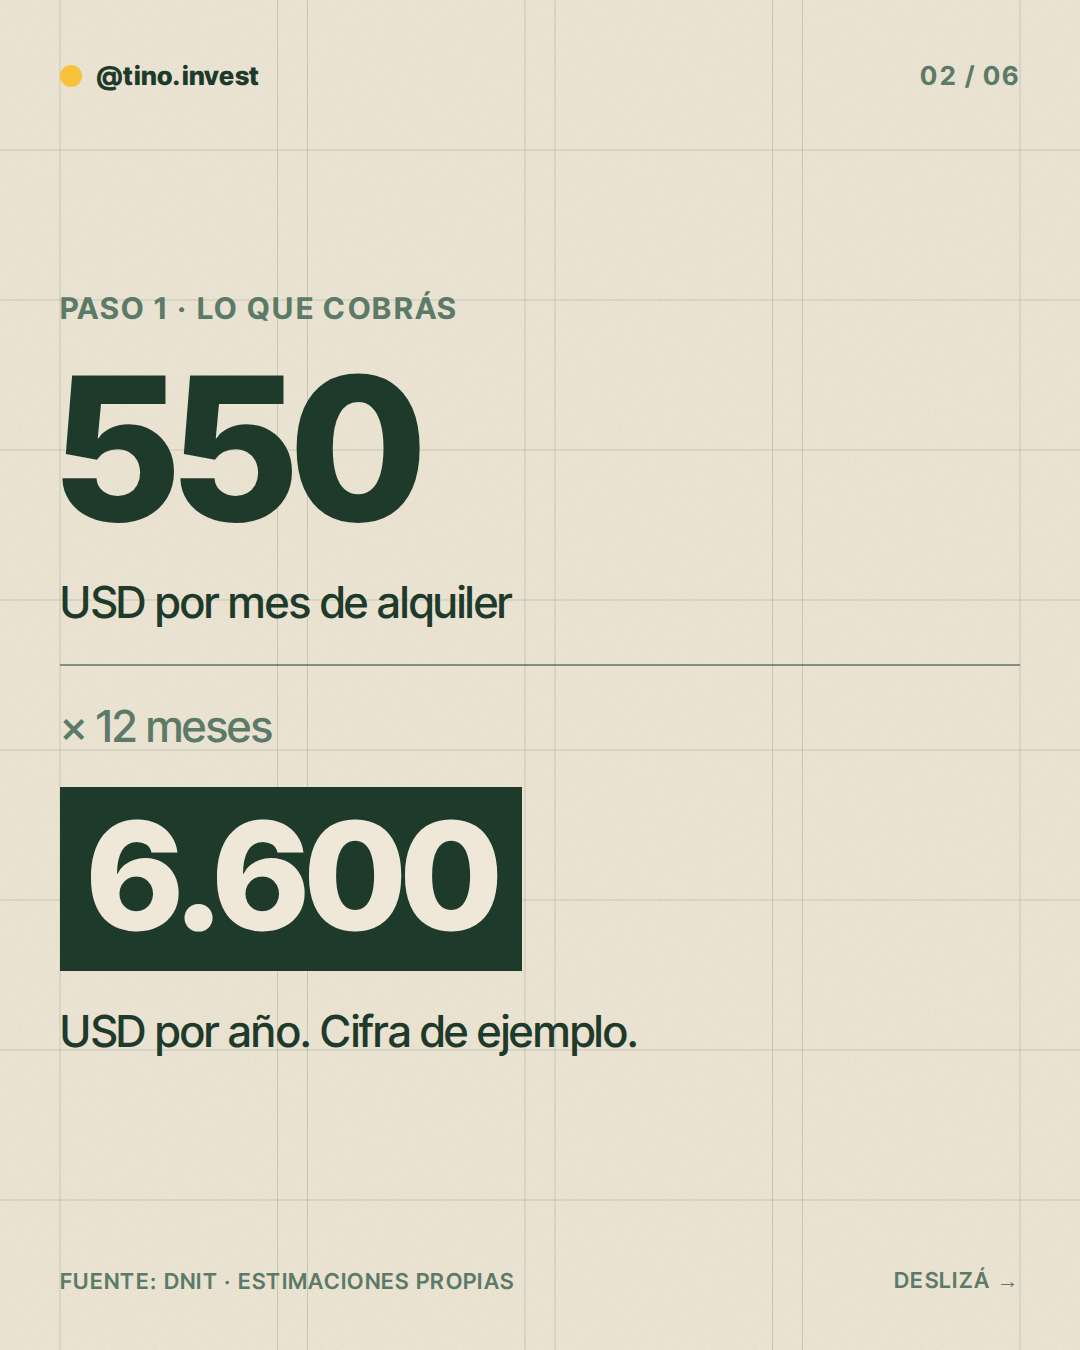 @tino.invest
02 / 06
PASO 1 · LO QUE COBRÁS
550
USD por mes de alquiler
× 12 meses
6.600
USD por año. Cifra de ejemplo.
FUENTE: DNIT · ESTIMACIONES PROPIAS
DESLIZÁ →